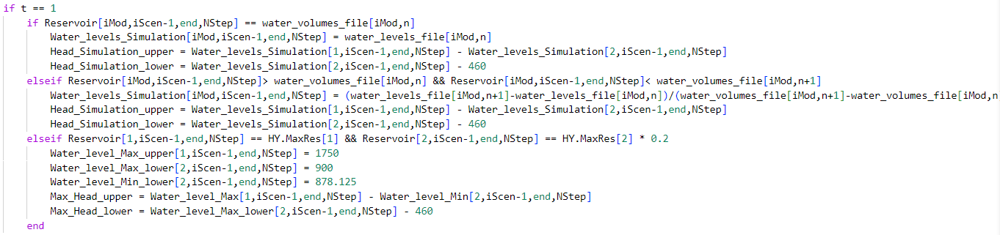 if t == 1
    if Reservoir[iMod,iScen-1,end,NStep] == water_volumes_file[iMod,n]
        Water_levels_Simulation[iMod,iScen-1,end,NStep] = water_levels_file[iMod,n]
        Head_Simulation_upper = Water_levels_Simulation[1,iScen-1,end,NStep] - Water_levels_Simulation[2,iScen-1,end,NStep]
        Head_Simulation_lower = Water_levels_Simulation[2,iScen-1,end,NStep] - 460
    elseif Reservoir[iMod,iScen-1,end,NStep]> water_volumes_file[iMod,n] && Reservoir[iMod,iScen-1,end,NStep]< water_volumes_file[iMod,n+1]
        Water_levels_Simulation[iMod,iScen-1,end,NStep] = (water_levels_file[iMod,n+1]-water_levels_file[iMod,n])/(water_volumes_file[iMod,n+1]-water_volumes_file[iMod,n
        Head_Simulation_upper = Water_levels_Simulation[1,iScen-1,end,NStep] - Water_levels_Simulation[2,iScen-1,end,NStep]
        Head_Simulation_lower = Water_levels_Simulation[2,iScen-1,end,NStep] - 460
    elseif Reservoir[1,iScen-1,end,NStep] == HY.MaxRes[1] && Reservoir[2,iScen-1,end,NStep] == HY.MaxRes[2] * 0.2
        Water_level_Max_upper[1,iScen-1,end,NStep] = 1750
        Water_level_Max_lower[2,iScen-1,end,NStep] = 900
        Water_level_Min_lower[2,iScen-1,end,NStep] = 878.125
        Max_Head_upper = Water_level_Max[1,iScen-1,end,NStep] - Water_level_Min[2,iScen-1,end,NStep]
        Max_Head_lower = Water_level_Max_lower[2,iScen-1,end,NStep] - 460
    end